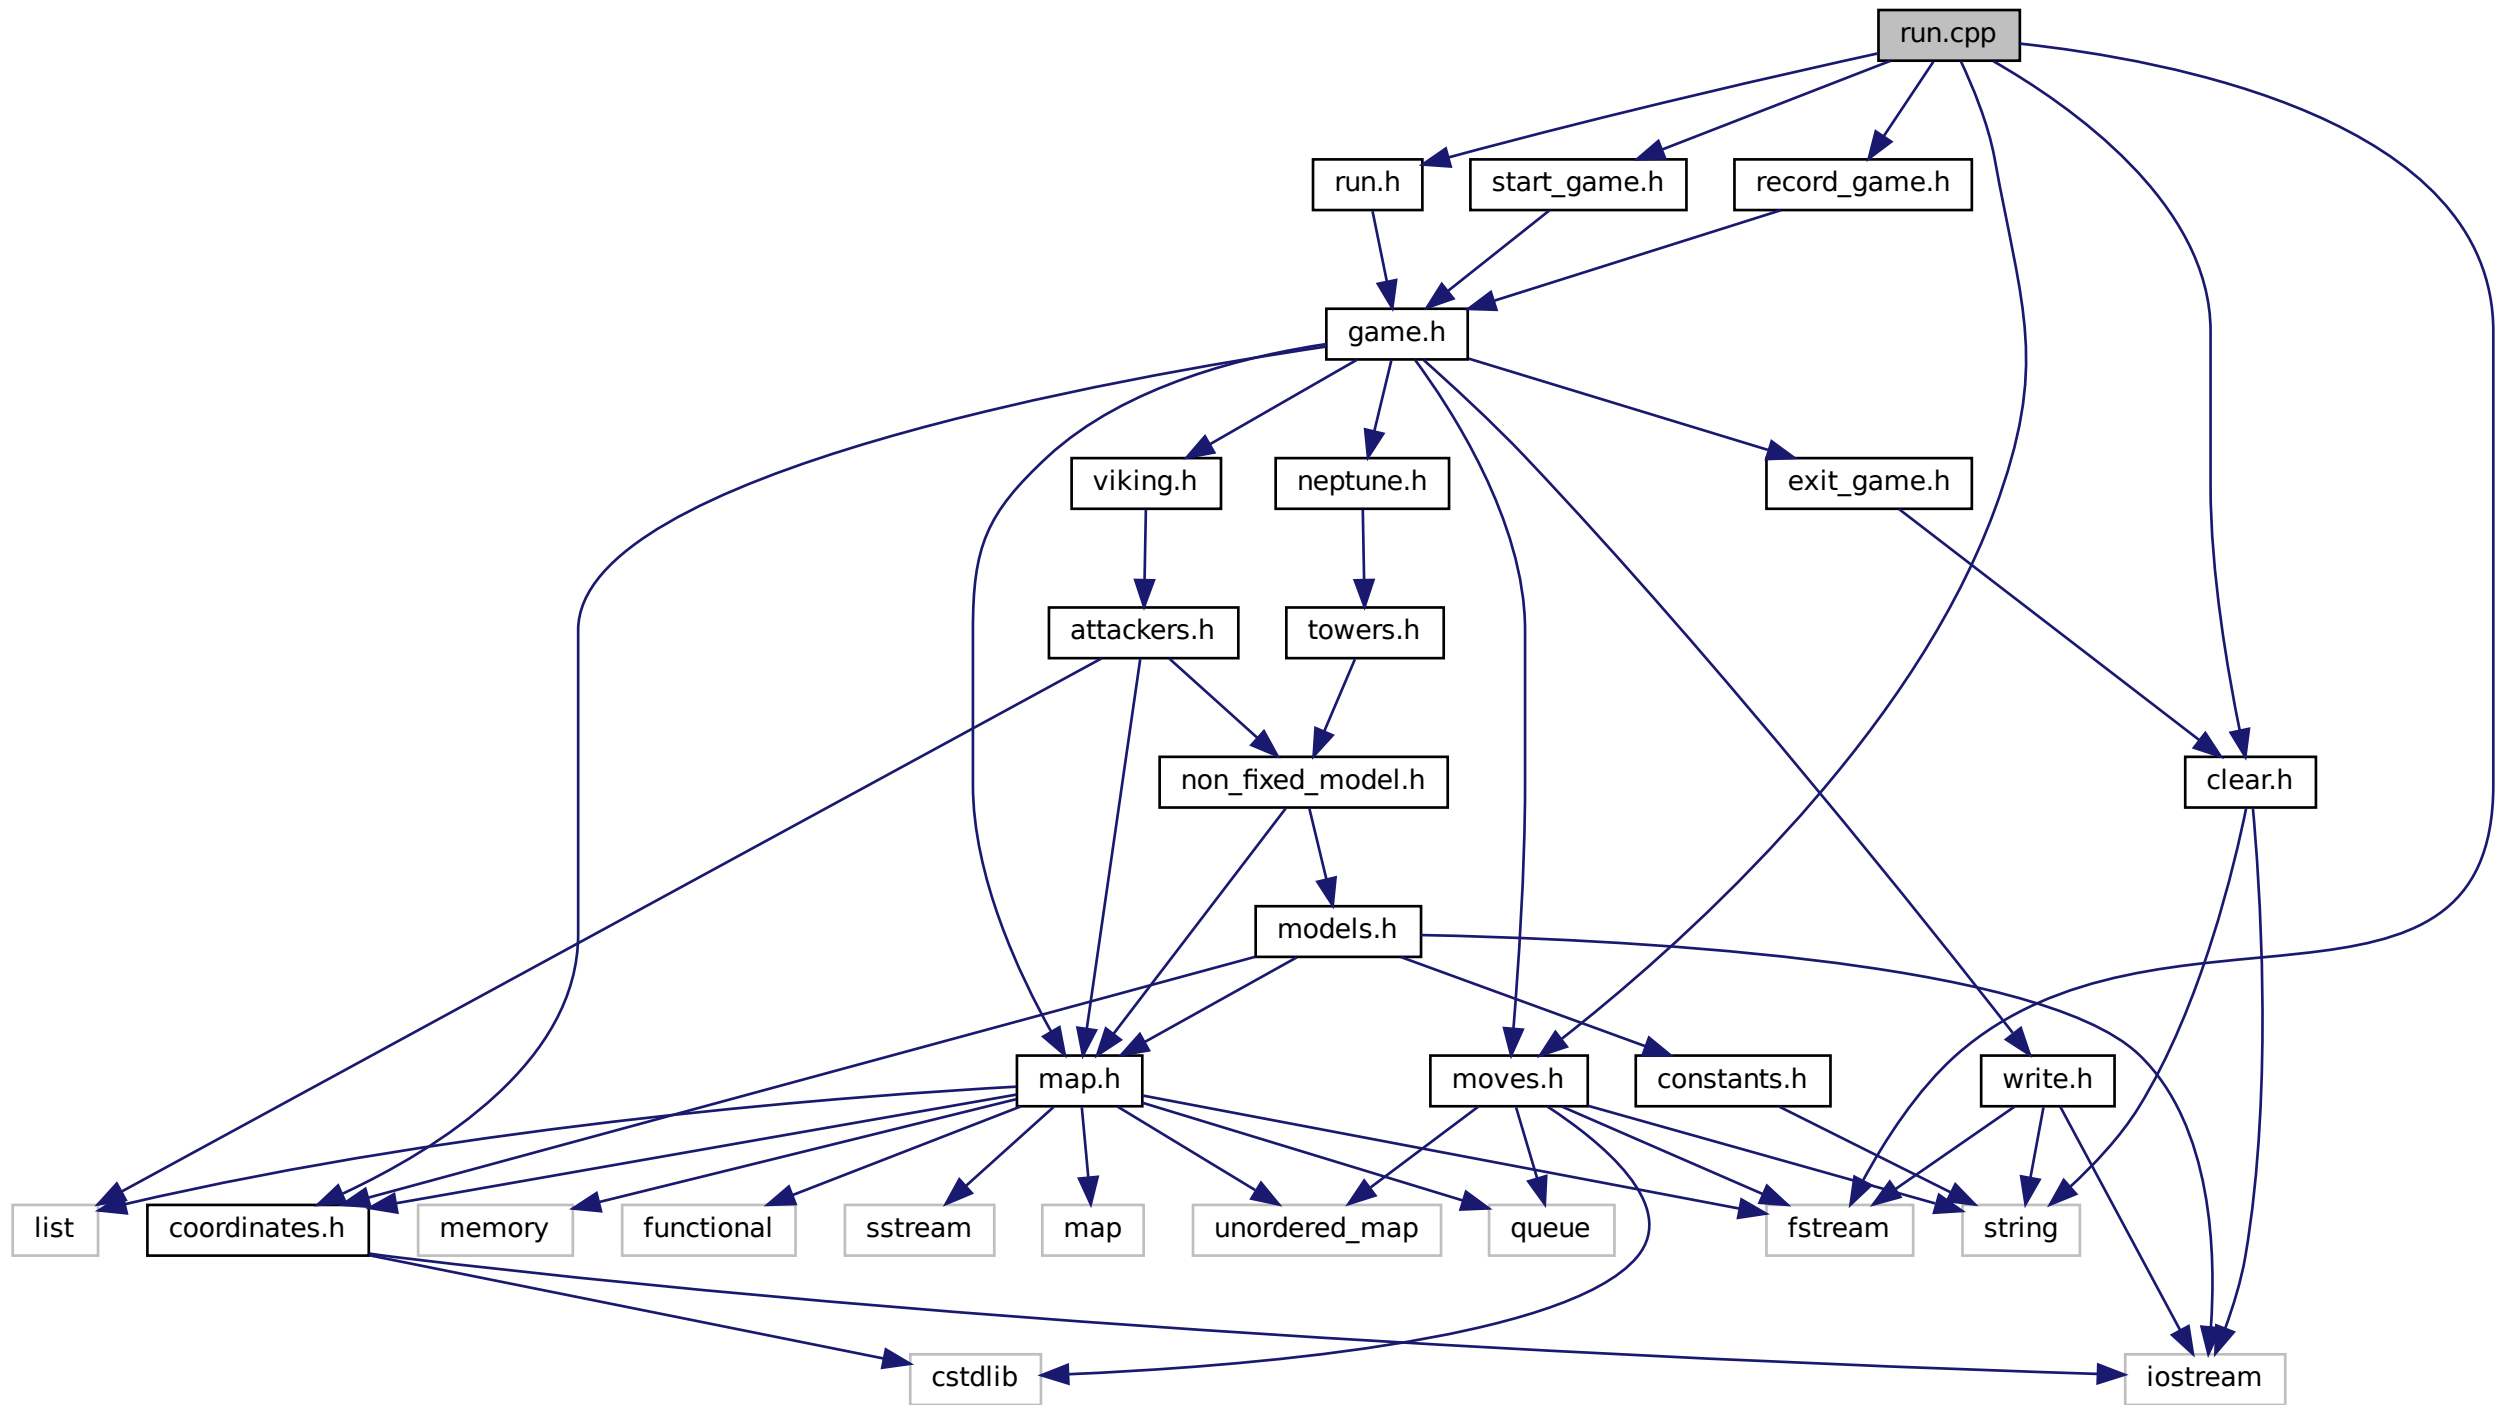 run.cpp
run.h
start_game.h
record_game.h
game.h
viking.h
neptune.h
exit_game.h
attackers.h
towers.h
non_fixed_model.h
clear.h
models.h
map.h
moves.h
constants.h
write.h
list
coordinates.h
memory
functional
sstream
map
unordered_map
queue
fstream
string
cstdlib
iostream